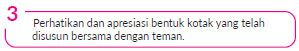 3
Perhatikan dan apresiasi bentuk kotak yang telah
disusun bersama dengan teman.